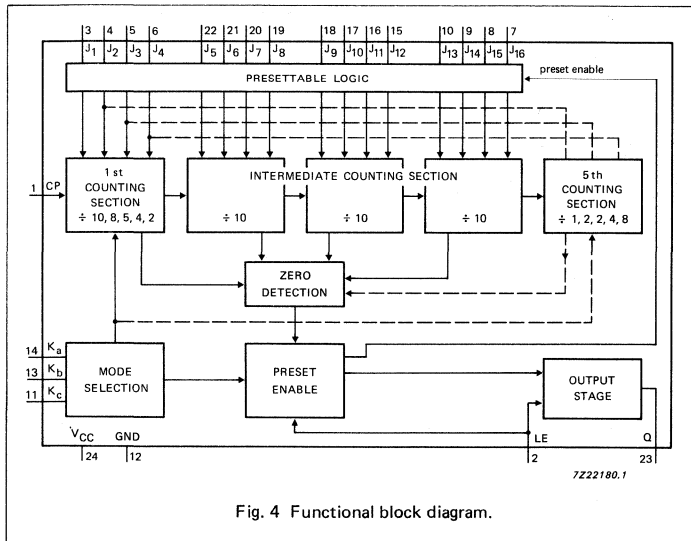 3 4 5 6 22 21 20 19 18 17 16 15 10 9 8 7
J1 J2 J3 J4 J5 J6 J7 J8 J9 J10 J11 J12 J13 J14 J15 J16
PRESETTABLE LOGIC
preset enable
1 CP
1 st
COUNTING
SECTION
÷ 10, 8, 5, 4, 2
INTERMEDIATE COUNTING SECTION
÷ 10
÷ 10
÷ 10
5 th
COUNTING
SECTION
÷ 1, 2, 2, 4, 8
ZERO
DETECTION
14 Ka
13 Kb
11 Kc
MODE
SELECTION
PRESET
ENABLE
OUTPUT
STAGE
VCC GND LE Q
24 12 2 23
7Z22180.1
Fig. 4 Functional block diagram.